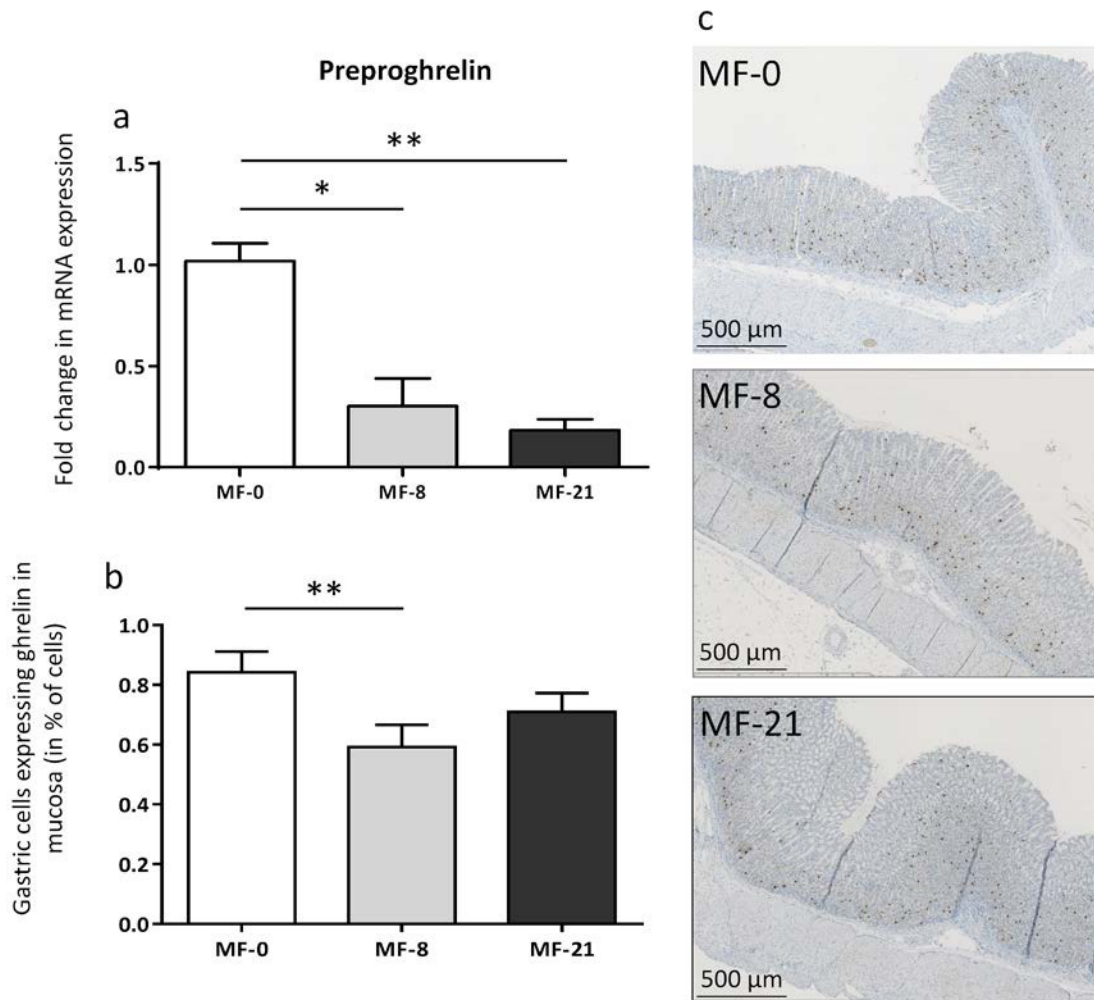 Preproghrelin
a
Fold change in mRNA expression
1.5
1.0
0.5
0.0
**
*
MF-0
MF-8
MF-21
b
Gastric cells expressing ghrelin in
mucosa (in % of cells)
1.0
0.8
0.6
0.4
0.2
0.0
**
MF-0
MF-8
MF-21
c
MF-0
500 µm
MF-8
500 µm
MF-21
500 µm